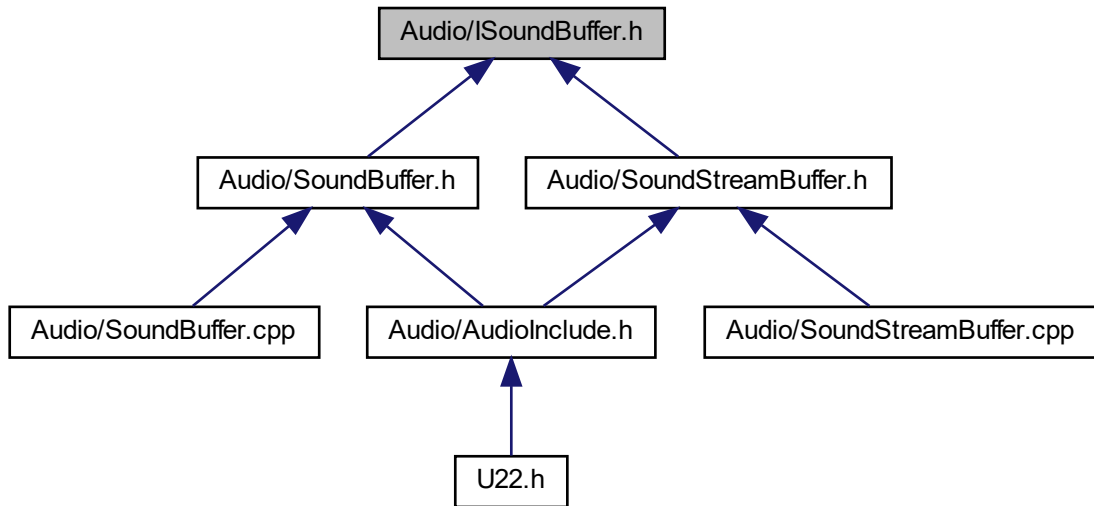 Audio/ISoundBuffer.h
Audio/SoundBuffer.h
Audio/SoundStreamBuffer.h
Audio/SoundBuffer.cpp
Audio/AudioInclude.h
Audio/SoundStreamBuffer.cpp
U22.h